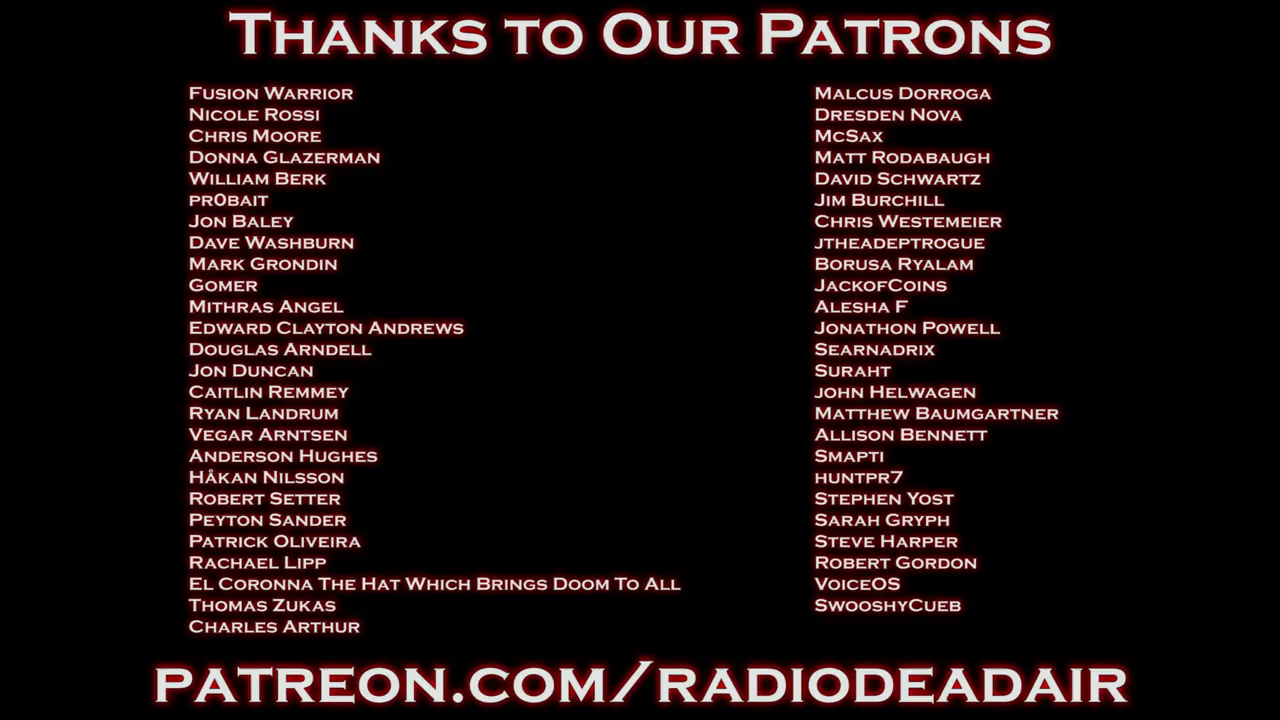 Thanks to Our Patrons
Fusion Warrior
Nicole Rossi
Chris Moore
Donna Glazerman
William Berk
pr0bait
Jon Baley
Dave Washburn
Mark Grondin
Gomer
Mithras Angel
Edward Clayton Andrews
Douglas Arndell
Jon Duncan
Caitlin Remmey
Ryan Landrum
Vegar Arntsen
Anderson Hughes
Håkan Nilsson
Robert Setter
Peyton Sander
Patrick Oliveira
Rachael Lipp
El Coronna The Hat Which Brings Doom To All
Thomas Zukas
Charles Arthur
Malcus Dorroga
Dresden Nova
McSax
Matt Rodabaugh
David Schwartz
Jim Burchill
Chris Westemeier
jtheadeptrogue
Borusa Ryalam
JackofCoins
Alesha F
Jonathon Powell
Searnadrix
Suraht
john Helwagen
Matthew Baumgartner
Allison Bennett
Smapti
huntpr7
Stephen Yost
Sarah Gryph
Steve Harper
Robert Gordon
VoiceOS
SwooshyCueb
patreon.com/radiodeadair